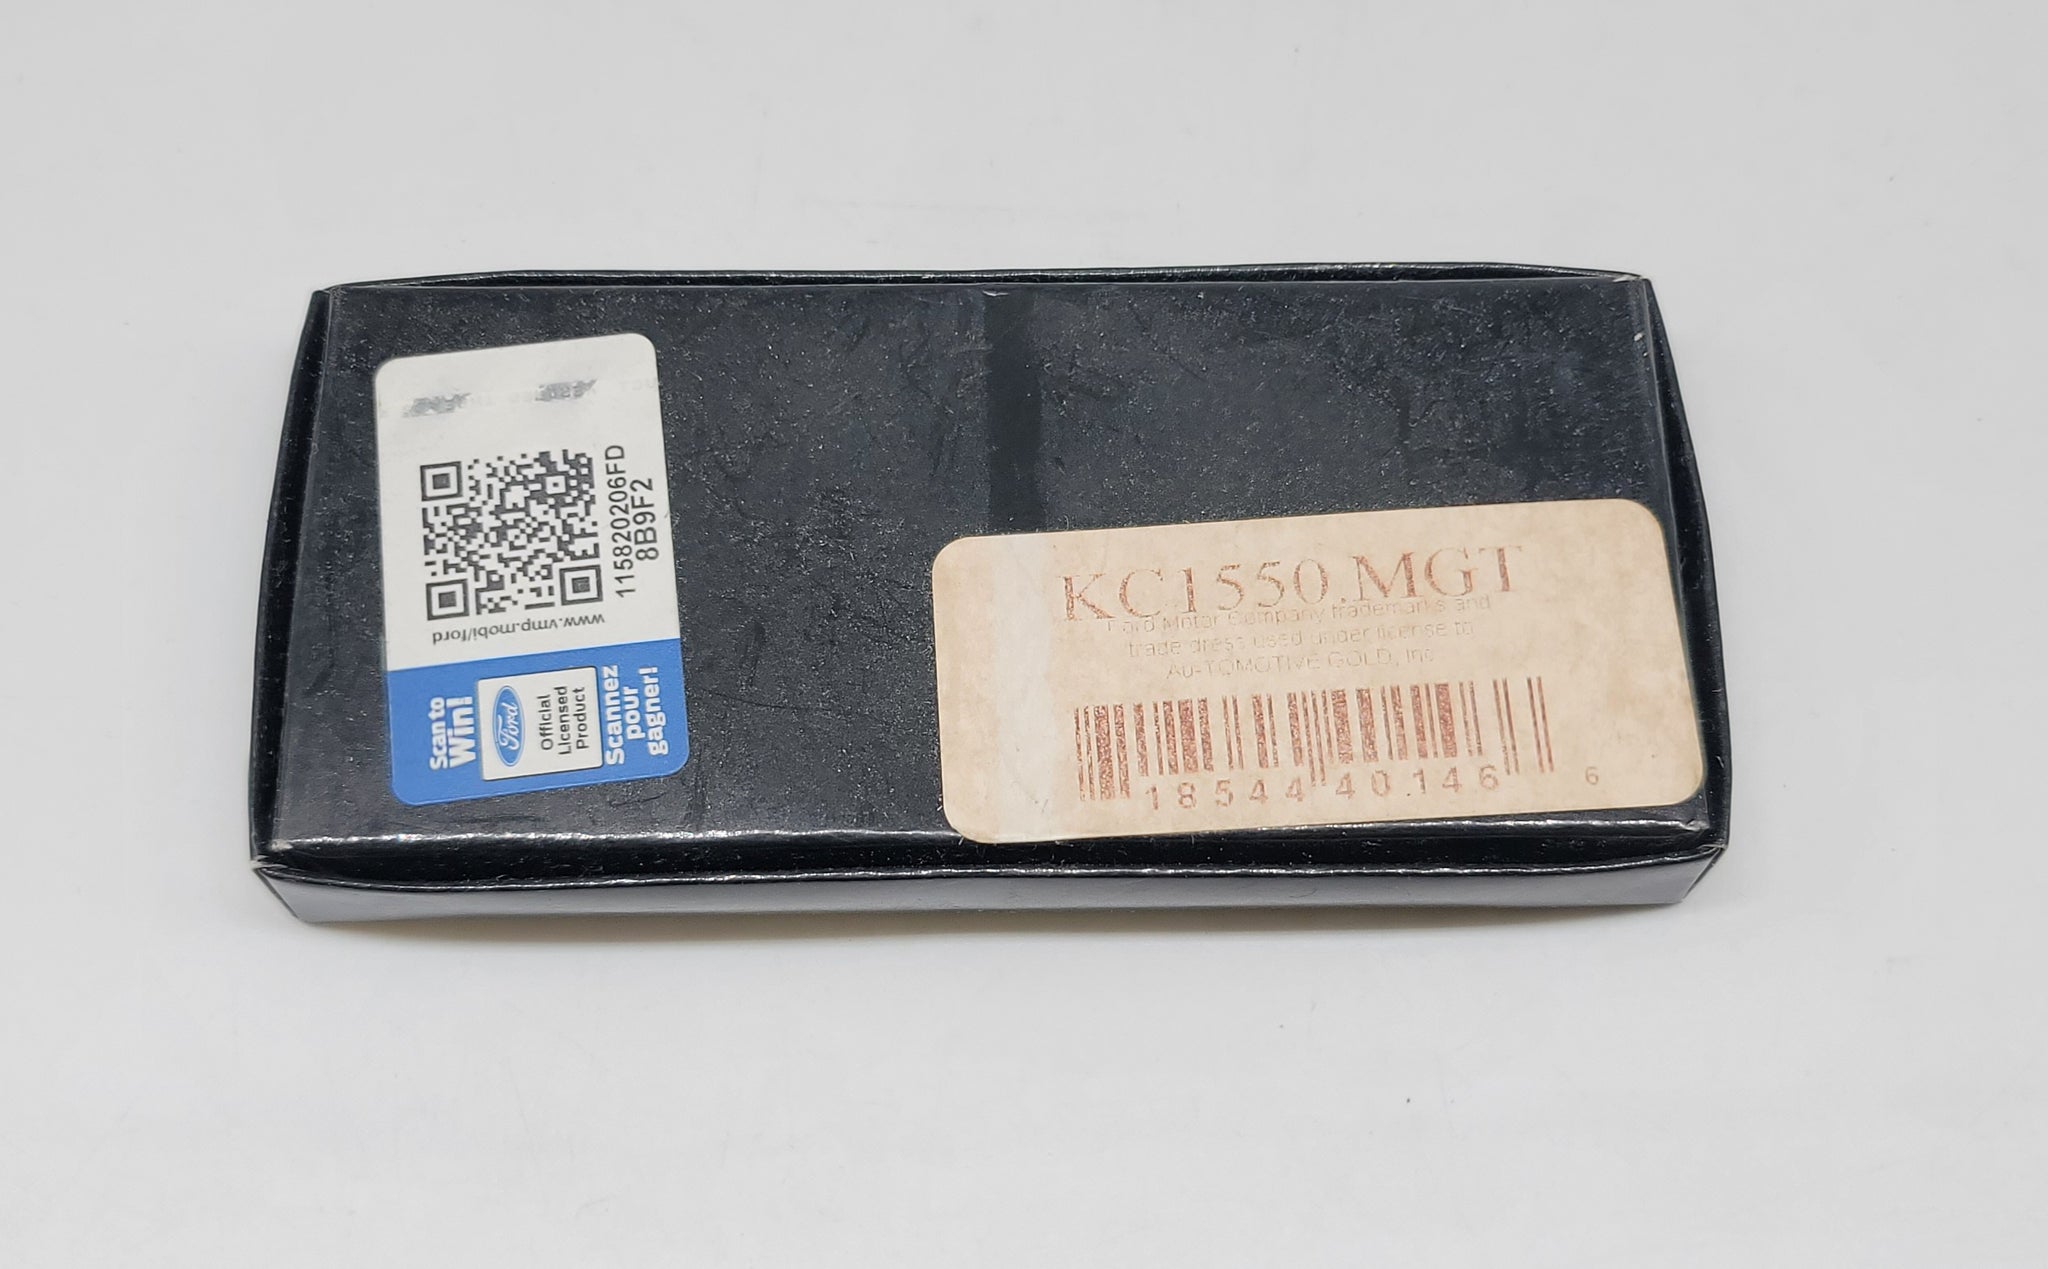 www.vmp.mobi/ford
115820206FD
8B9F2
Scan to
Win!
Ford
Official
Licensed
Product
Scannez
pour
gagner!
KC1550.MGT
Ford Motor Company trademarks and
trade dress used under license to
Au-TOMOTIVE GOLD, Inc
18544 40146 6